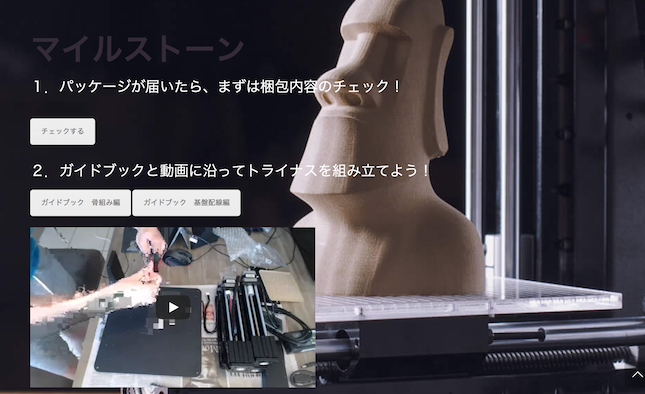 マイルストーン
１．パッケージが届いたら、まずは梱包内容のチェック！
チェックする
２．ガイドブックと動画に沿ってトライナスを組み立てよう！
ガイドブック　骨組み編　ガイドブック　基盤配線編